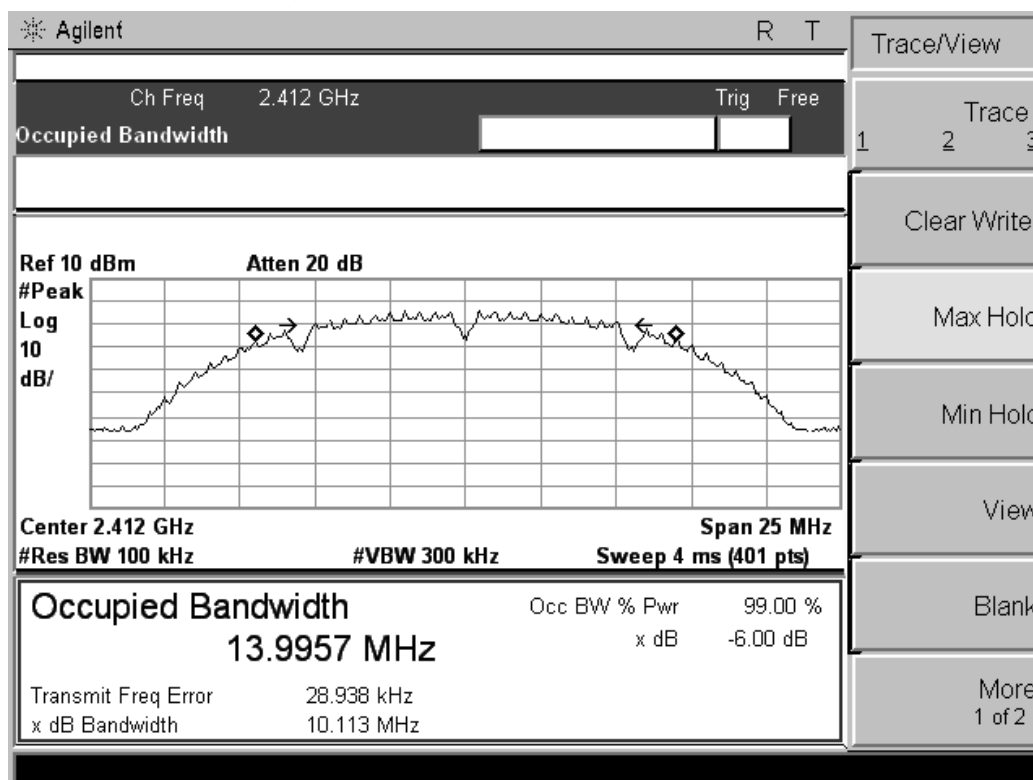 Agilent R T
Ch Freq 2.412 GHz Trig Free
Occupied Bandwidth
Ref 10 dBm Atten 20 dB
#Peak
Log
10
dB/
Center 2.412 GHz Span 25 MHz
#Res BW 100 kHz #VBW 300 kHz Sweep 4 ms (401 pts)
Occupied Bandwidth
13.9957 MHz
Occ BW % Pwr 99.00 %
x dB -6.00 dB
Transmit Freq Error 28.938 kHz
x dB Bandwidth 10.113 MHz
Trace/View
Trace
1 2 3
Clear Write
Max Hold
Min Hold
View
Blank
More
1 of 2